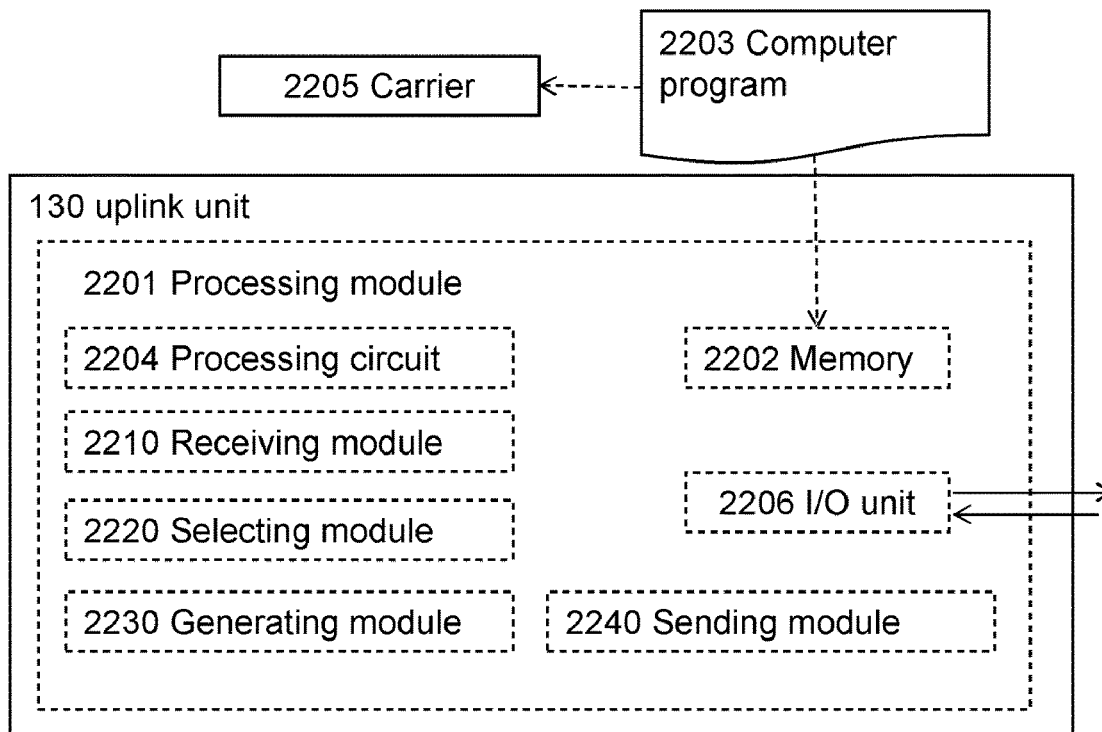 2203 Computer
program
2205 Carrier
130 uplink unit
2201 Processing module
2204 Processing circuit
2202 Memory
2210 Receiving module
2206 I/O unit
2220 Selecting module
2230 Generating module
2240 Sending module